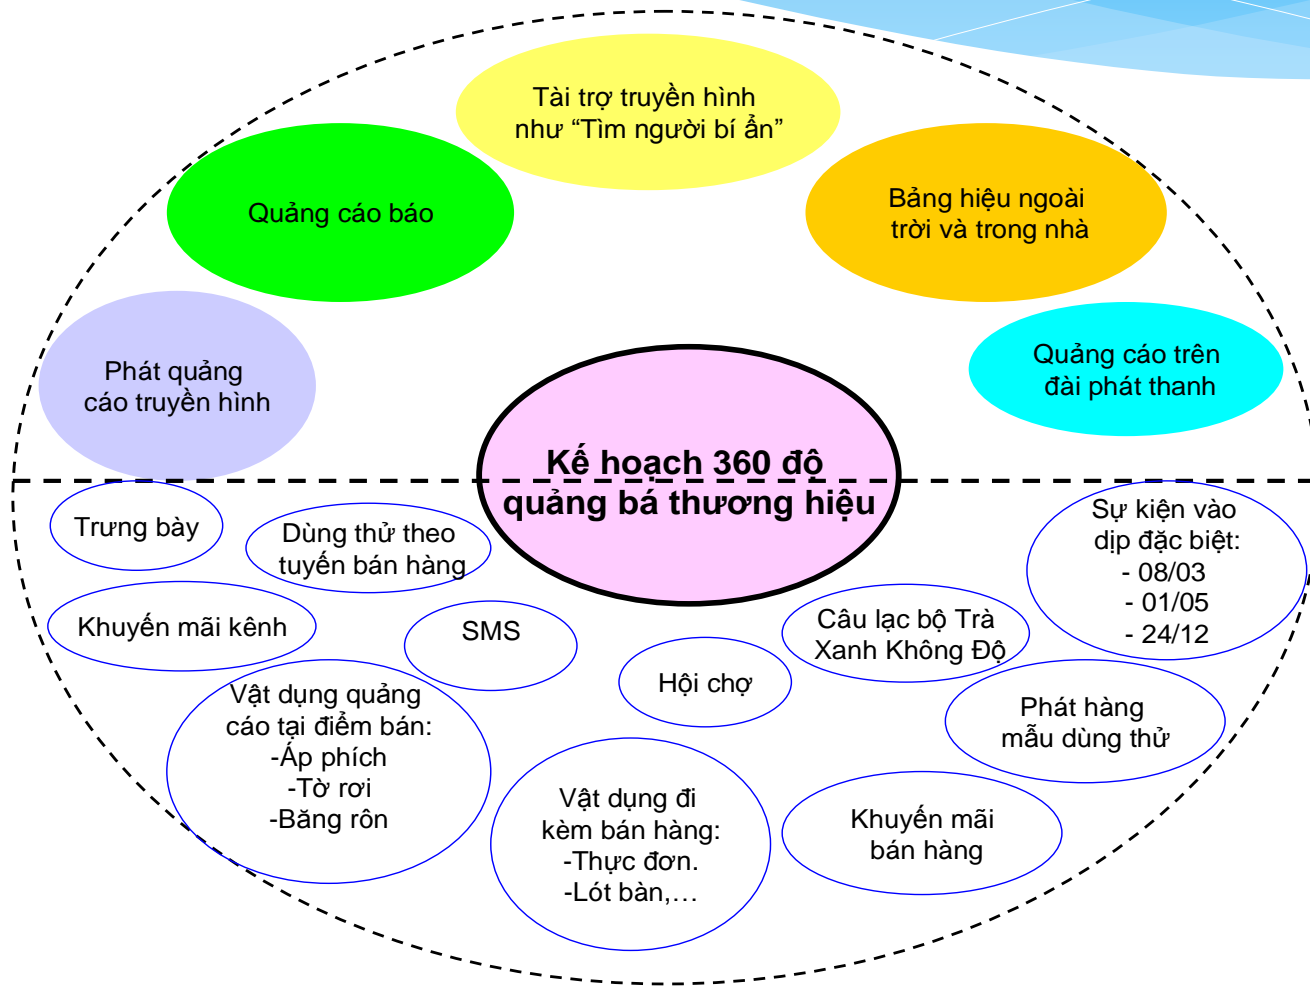 Tài trợ truyền hình
như “Tìm người bí ẩn”
Quảng cáo báo
Bảng hiệu ngoài
trời và trong nhà
Phát quảng
cáo truyền hình
Quảng cáo trên
đài phát thanh
Kế hoạch 360 độ
quảng bá thương hiệu
Trưng bày
Dùng thử theo
tuyến bán hàng
Sự kiện vào
dịp đặc biệt:
- 08/03
- 01/05
- 24/12
Khuyến mãi kênh
SMS
Câu lạc bộ Trà
Xanh Không Độ
Hội chợ
Vật dụng quảng
cáo tại điểm bán:
-Áp phích
-Tờ rơi
-Băng rôn
Phát hàng
mẫu dùng thử
Vật dụng đi
kèm bán hàng:
-Thực đơn.
-Lót bàn,…
Khuyến mãi
bán hàng